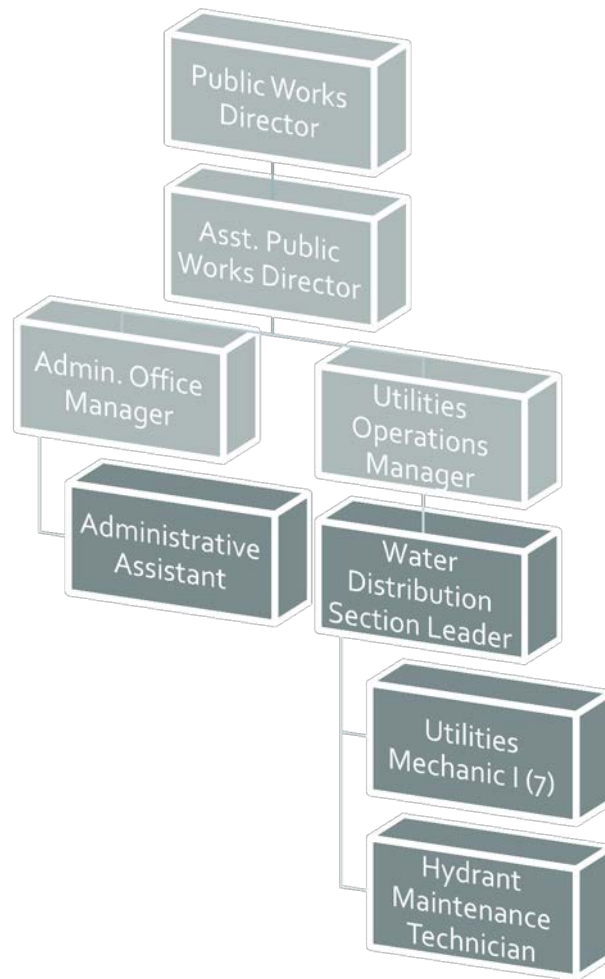 Public Works
Director
Asst. Public
Works Director
Admin. Office
Manager
Utilities
Operations
Manager
Administrative
Assistant
Water
Distribution
Section Leader
Utilities
Mechanic I (7)
Hydrant
Maintenance
Technician